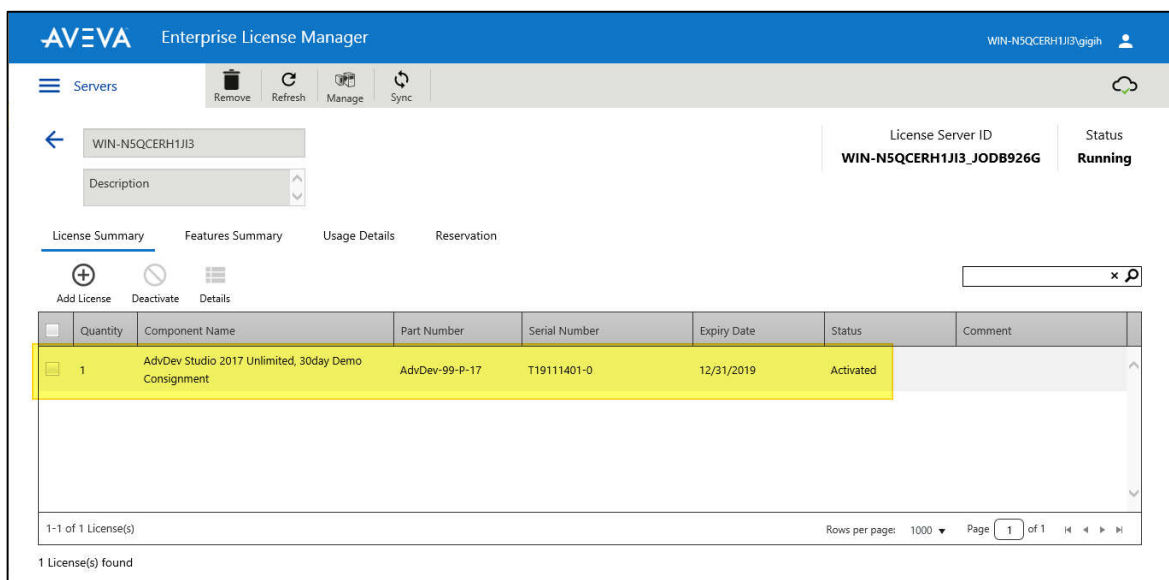 AVEVA Enterprise License Manager WIN-N5QCERH1JI3\gigih
Servers Remove Refresh Manage Sync
WIN-N5QCERH1JI3 License Server ID Status
WIN-N5QCERH1JI3_JODB926G Running
Description
License Summary Features Summary Usage Details Reservation
Add License Deactivate Details
Quantity Component Name Part Number Serial Number Expiry Date Status Comment
1 AdvDev Studio 2017 Unlimited, 30day Demo Consignment AdvDev-99-P-17 T19111401-0 12/31/2019 Activated
1-1 of 1 License(s) Rows per page: 1000 Page 1 of 1
1 License(s) found